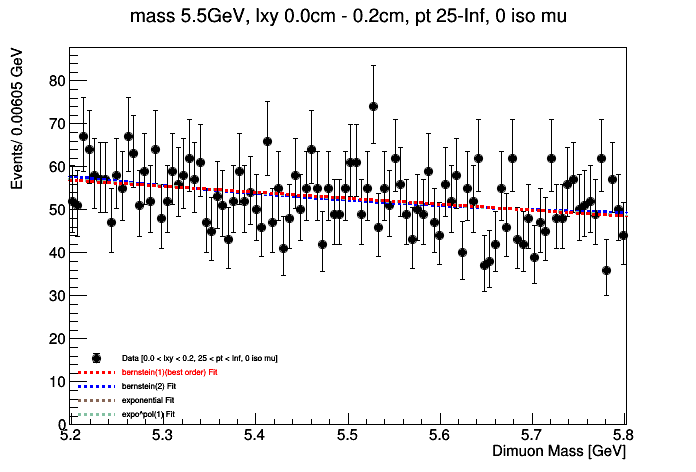 mass 5.5GeV, lxy 0.0cm - 0.2cm, pt 25-Inf, 0 iso mu
Events/ 0.00605 GeV
80
70
60
50
40
30
20
10
0
Data [0.0 < lxy < 0.2, 25 < pt < Inf, 0 iso mu]
bernstein(1)(best order) Fit
bernstein(2) Fit
exponential Fit
expo*pol(1) Fit
5.2 5.3 5.4 5.5 5.6 5.7 5.8
Dimuon Mass [GeV]